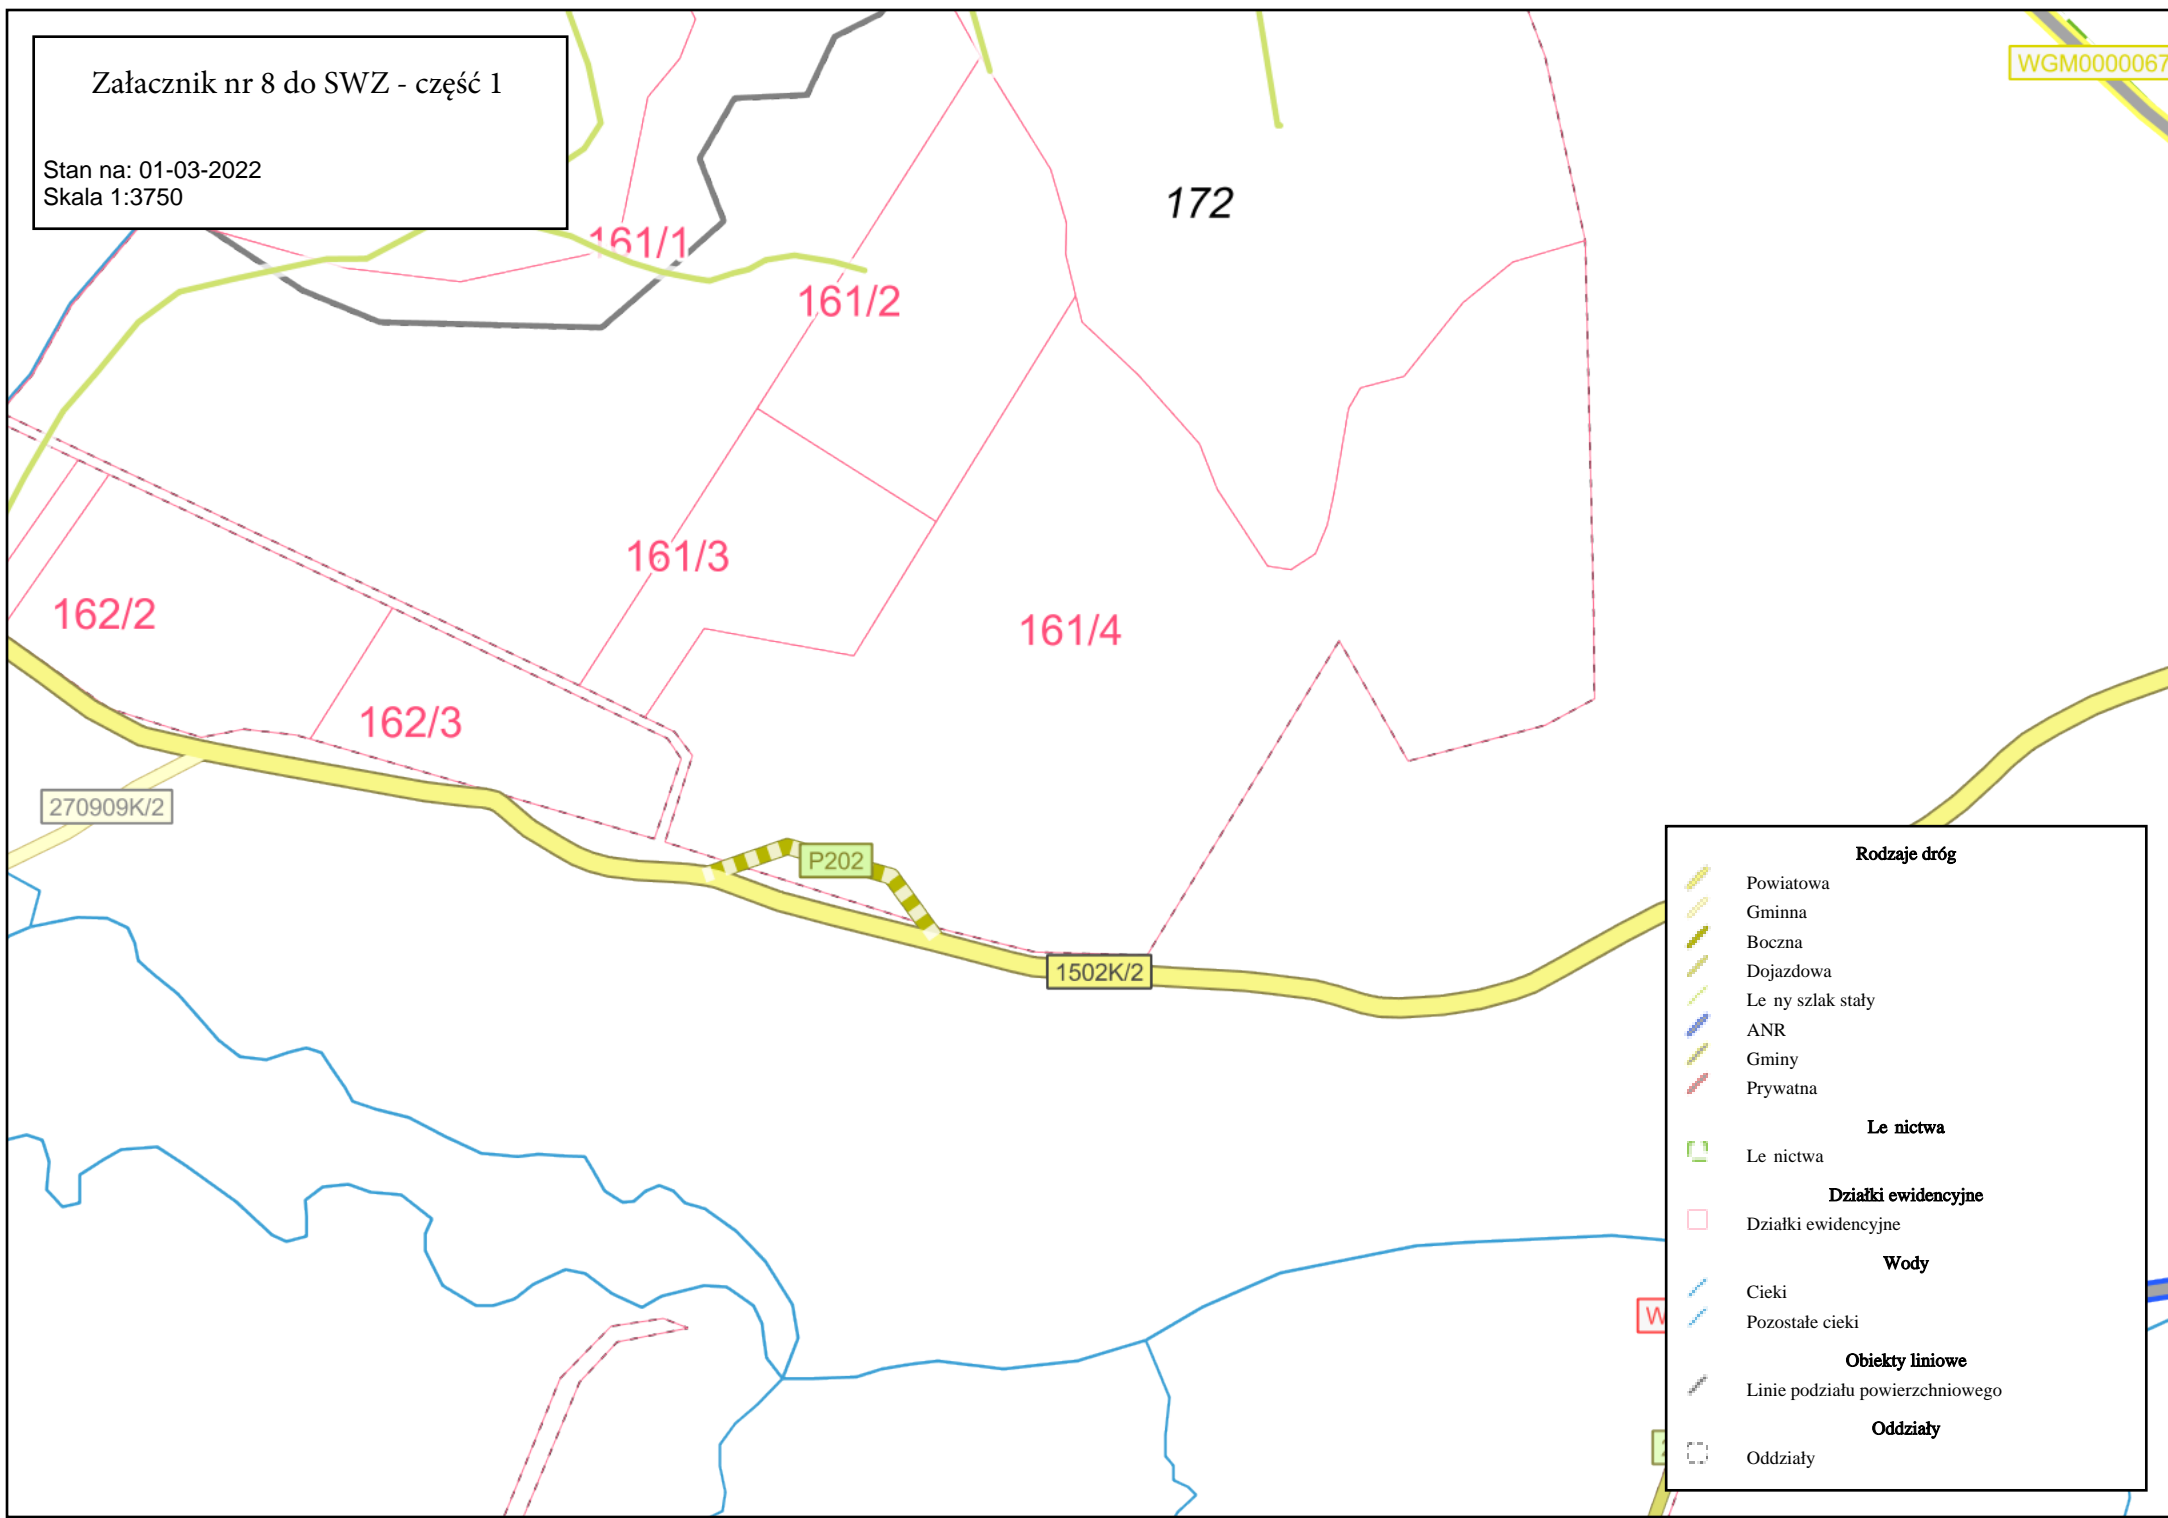 Załacznik nr 8 do SWZ - część 1
Stan na: 01-03-2022
Skala 1:3750
WGM0000067
172
161/1
161/2
161/3
161/4
162/2
162/3
270909K/2
P202
1502K/2
W
Rodzaje dróg
Powiatowa
Gminna
Boczna
Dojazdowa
Le ny szlak stały
ANR
Gminy
Prywatna
Le nictwa
Le nictwa
Działki ewidencyjne
Działki ewidencyjne
Wody
Cieki
Pozostałe cieki
Obiekty liniowe
Linie podziału powierzchniowego
Oddziały
Oddziały